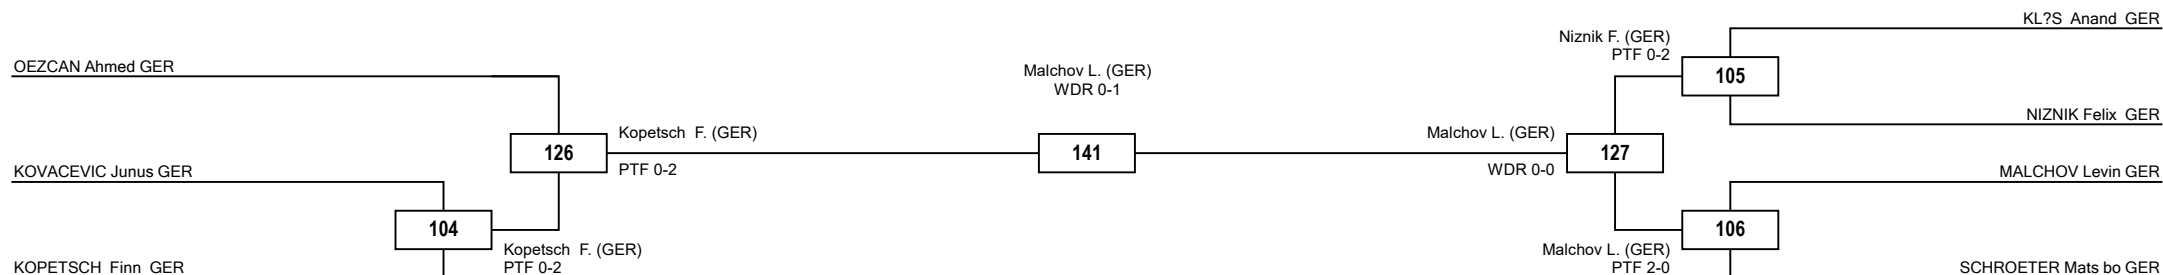 KL?S Anand GER
Niznik F. (GER)
PTF 0-2
OEZCAN Ahmed GER
Malchov L. (GER)
WDR 0-1
105
NIZNIK Felix GER
Kopetsch F. (GER)
126
141
Malchov L. (GER)
127
PTF 0-2
WDR 0-0
KOVACEVIC Junus GER
MALCHOV Levin GER
104
106
Kopetsch F. (GER)
PTF 0-2
Malchov L. (GER)
PTF 2-0
KOPETSCH Finn GER
SCHROETER Mats bo GER